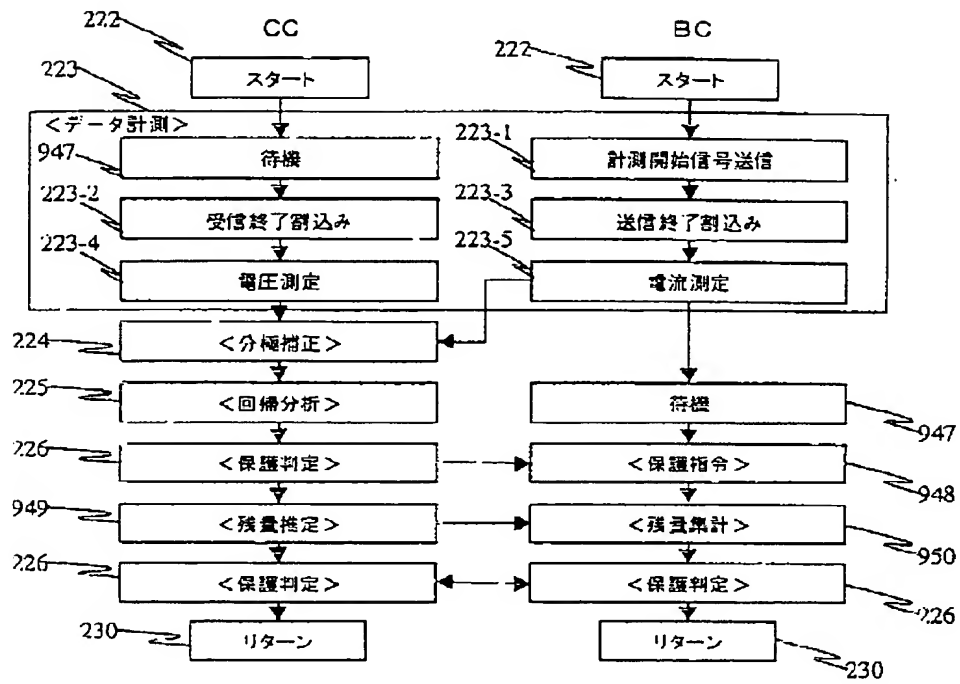 CC
BC
222
スタート
222
スタート
223
<データ計測>
947
待機
223-1
計測開始信号送信
223-2
受信終了割込み
223-3
送信終了割込み
223-4
電圧測定
223-5
電流測定
224
<分極補正>
225
<回帰分析>
待機
947
226
<保護判定>
<保護指令>
948
949
<残量推定>
<残量集計>
950
226
<保護判定>
<保護判定>
226
230
リターン
リターン
230